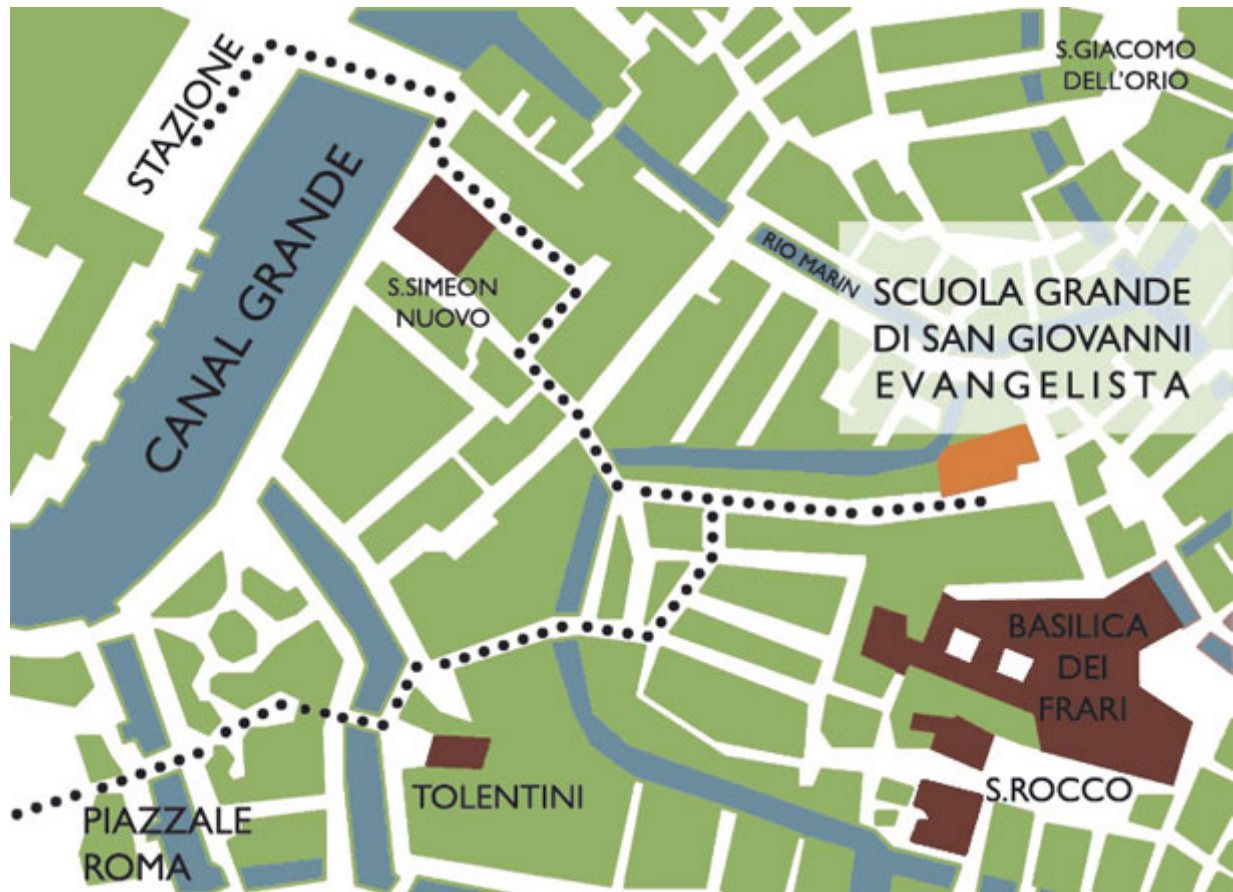 STAZIONE
S.GIACOMO
DELL'ORIO
CANAL GRANDE
RIO MARIN
S.SIMEON
NUOVO
SCUOLA GRANDE
DI SAN GIOVANNI
EVANGELISTA
BASILICA
DEI
FRARI
TOLENTINI
S.ROCCO
PIAZZALE
ROMA